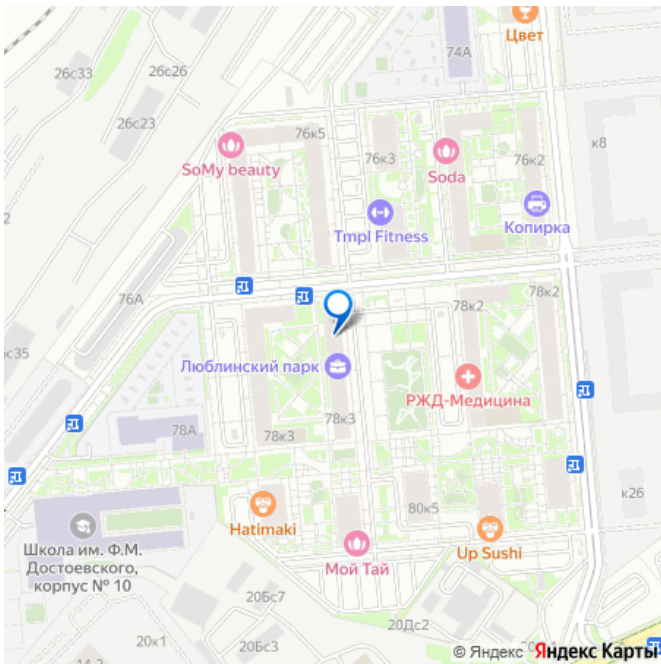 Цвет
26с33
26с26
74А
26с23
76к5
к8
76к3
76к2
SoMy beauty
Soda
Копирка
Tmpl Fitness
76А
78к2
78к2
с35
Люблинский парк
РЖД-Медицина
78к3
78А
78к3
к26
80к5
Hatimaki
Up Sushi
Школа им. Ф.М.
Достоевского,
корпус № 10
Мой Тай
20Бс7
20Дс2
20к1
20Бс3
© Яндекс Яндекс Карты